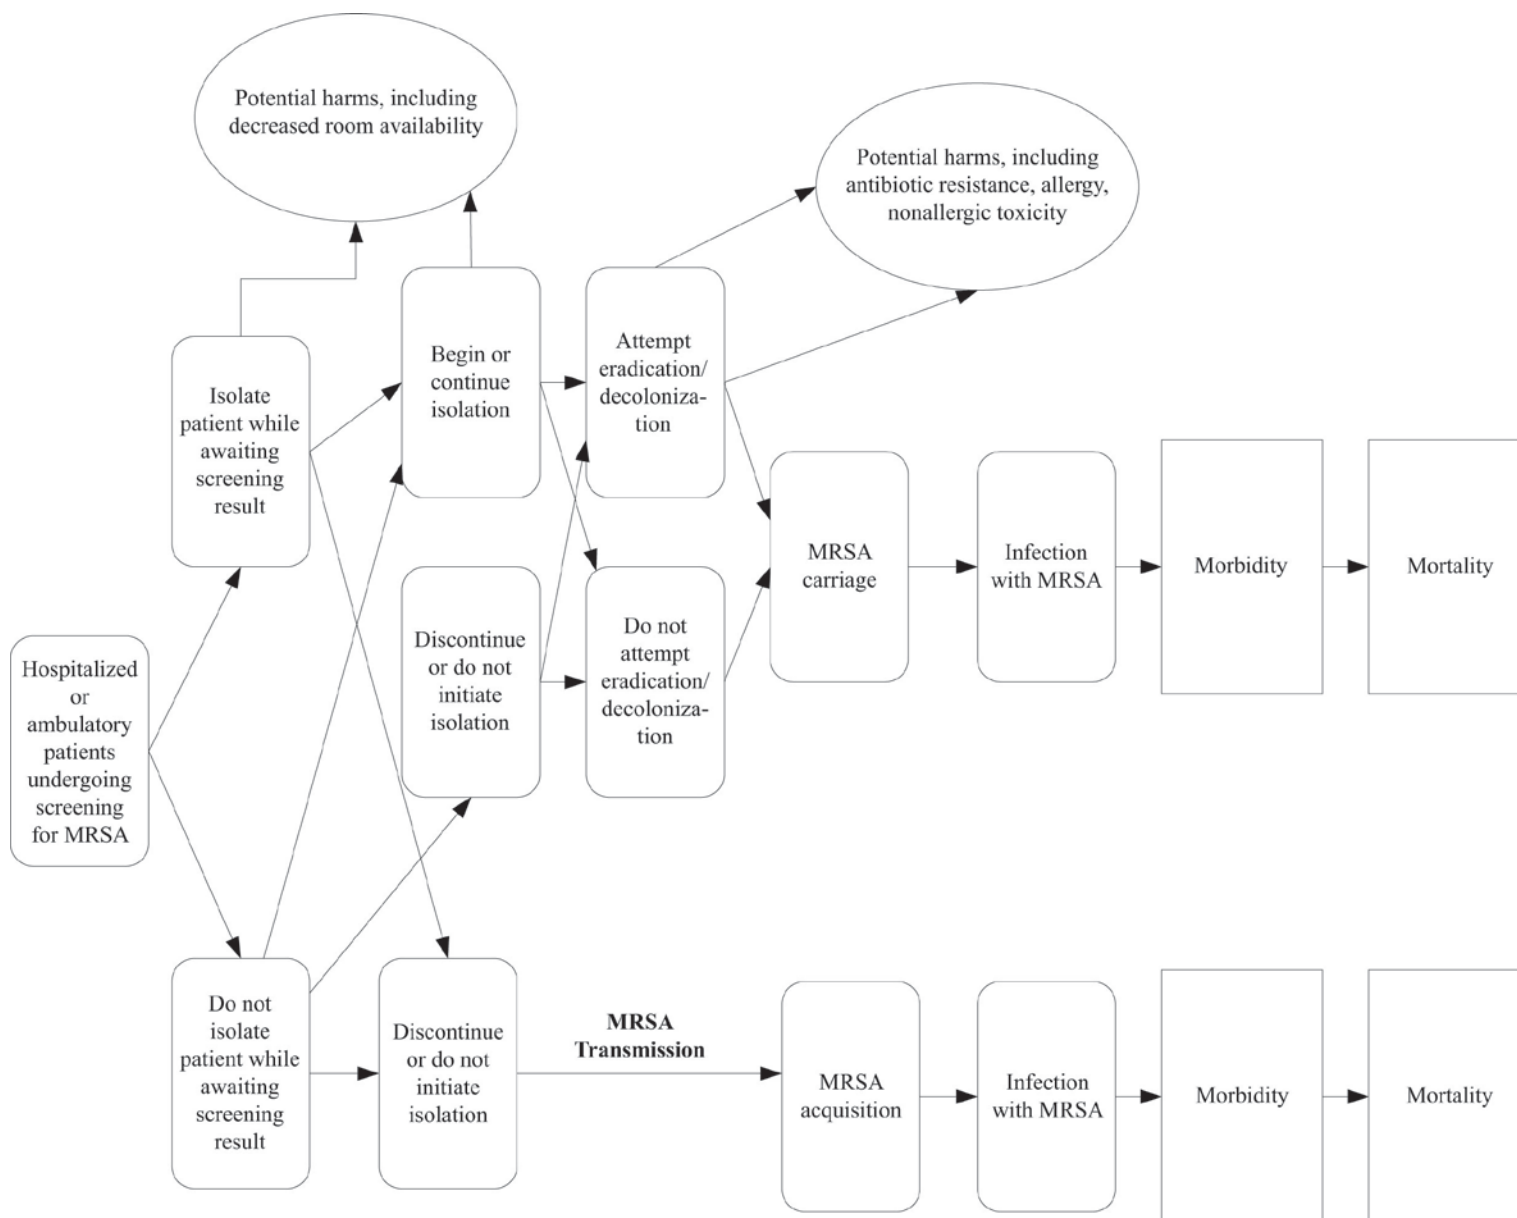 Potential harms, including
decreased room availability
Potential harms, including
antibiotic resistance, allergy,
nonallergic toxicity
Isolate
patient while
awaiting
screening
result
Begin or
continue
isolation
Attempt
eradication/
decoloniza-
tion
Hospitalized
or
ambulatory
patients
undergoing
screening
for MRSA
Discontinue
or do not
initiate
isolation
Do not
attempt
eradication/
decoloniza-
tion
MRSA
carriage
Infection
with MRSA
Morbidity
Mortality
Do not
isolate
patient while
awaiting
screening
result
Discontinue
or do not
initiate
isolation
MRSA
Transmission
MRSA
acquisition
Infection
with MRSA
Morbidity
Mortality